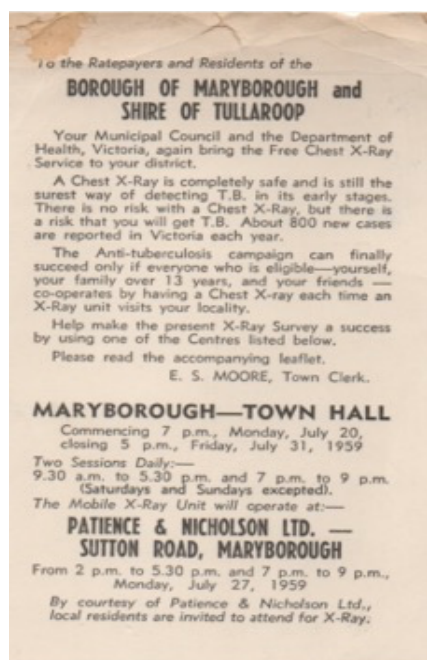 To the Ratepayers and Residents of the
BOROUGH OF MARYBOROUGH and
SHIRE OF TULLAROOP
Your Municipal Council and the Department of
Health, Victoria, again bring the Free Chest X-Ray
Service to your district.
A Chest X-Ray is completely safe and is still the
surest way of detecting T.B. in its early stages.
There is no risk with a Chest X-Ray, but there is
a risk that you will get T.B. About 800 new cases
are reported in Victoria each year.
The Anti-tuberculosis campaign can finally
succeed only if everyone who is eligible—yourself,
your family over 13 years, and your friends —
co-operates by having a Chest X-ray each time an
X-Ray unit visits your locality.
Help make the present X-Ray Survey a success
by using one of the Centres listed below.
Please read the accompanying leaflet.
E. S. MOORE, Town Clerk.
MARYBOROUGH—TOWN HALL
Commencing 7 p.m., Monday, July 20,
closing 5 p.m., Friday, July 31, 1959
Two Sessions Daily:—
9.30 a.m. to 5.30 p.m. and 7 p.m. to 9 p.m.
(Saturdays and Sundays excepted).
The Mobile X-Ray Unit will operate at:—
PATIENCE & NICHOLSON LTD. —
SUTTON ROAD, MARYBOROUGH
From 2 p.m. to 5.30 p.m. and 7 p.m. to 9 p.m.,
Monday, July 27, 1959
By courtesy of Patience & Nicholson Ltd.,
local residents are invited to attend for X-Ray.